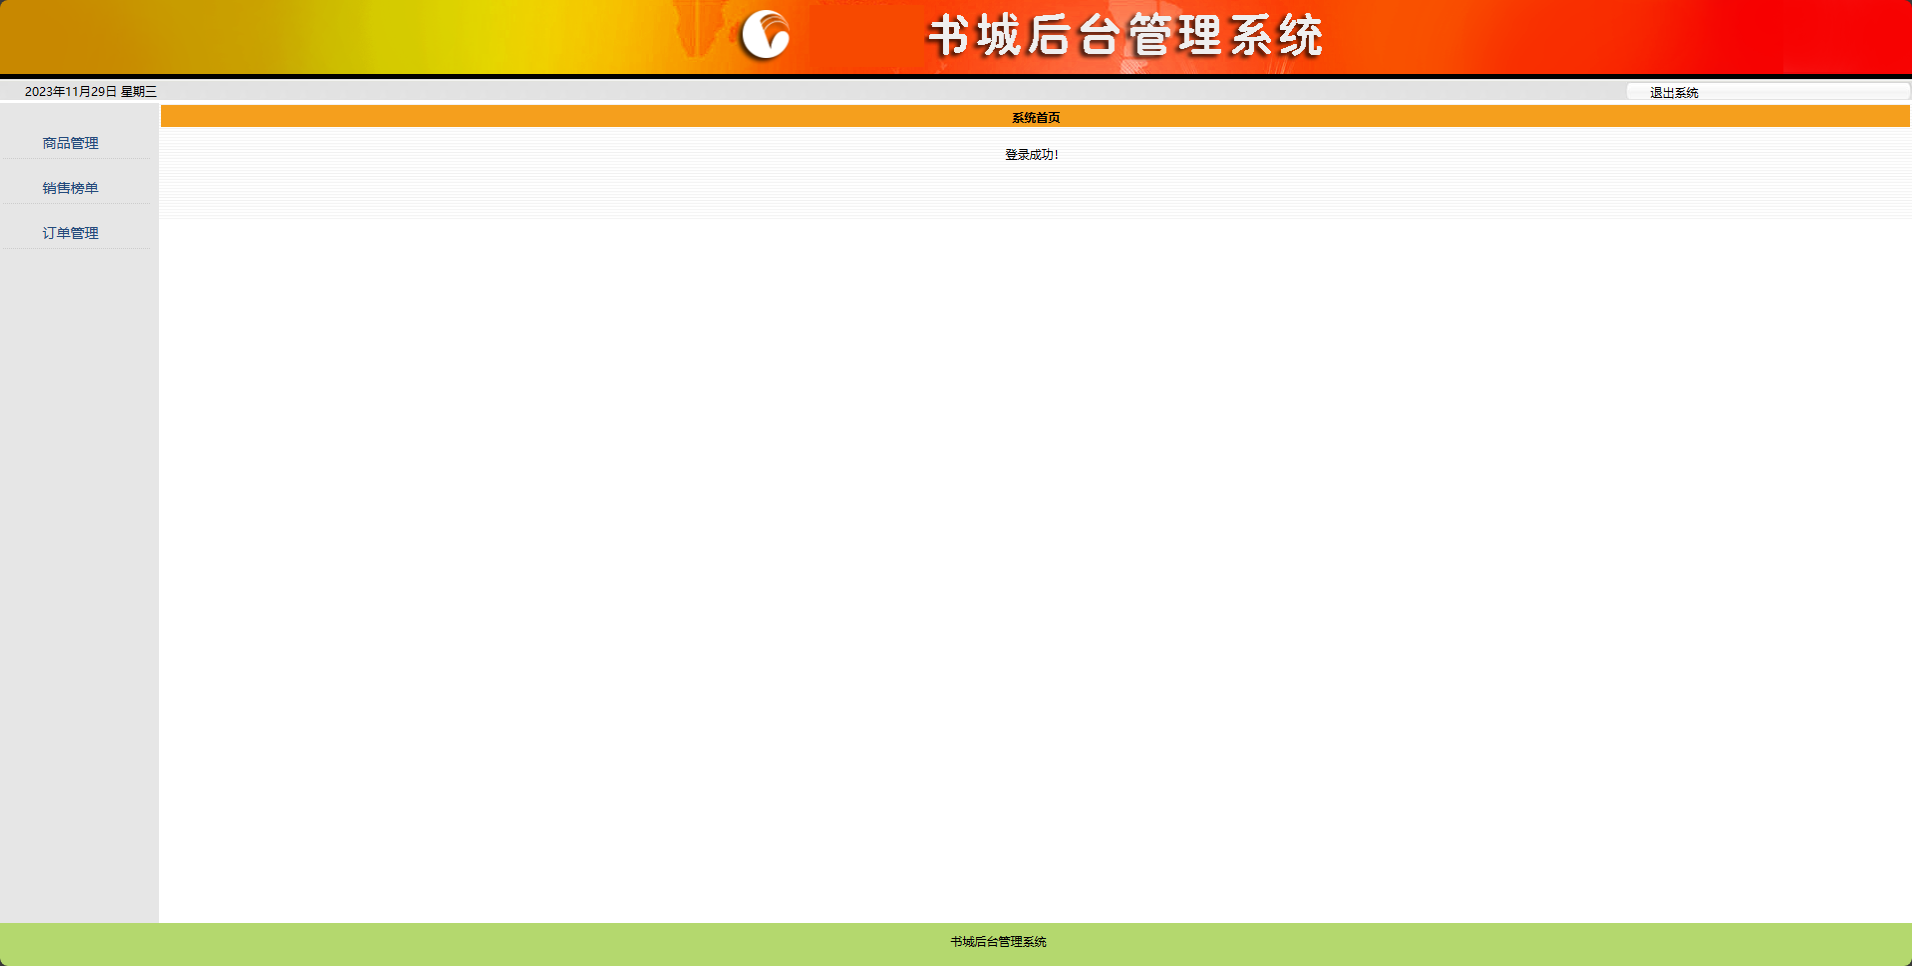 书城后台管理系统
2023年11月29日 星期三
退出系统
商品管理
销售榜单
订单管理
系统首页
登录成功!
书城后台管理系统